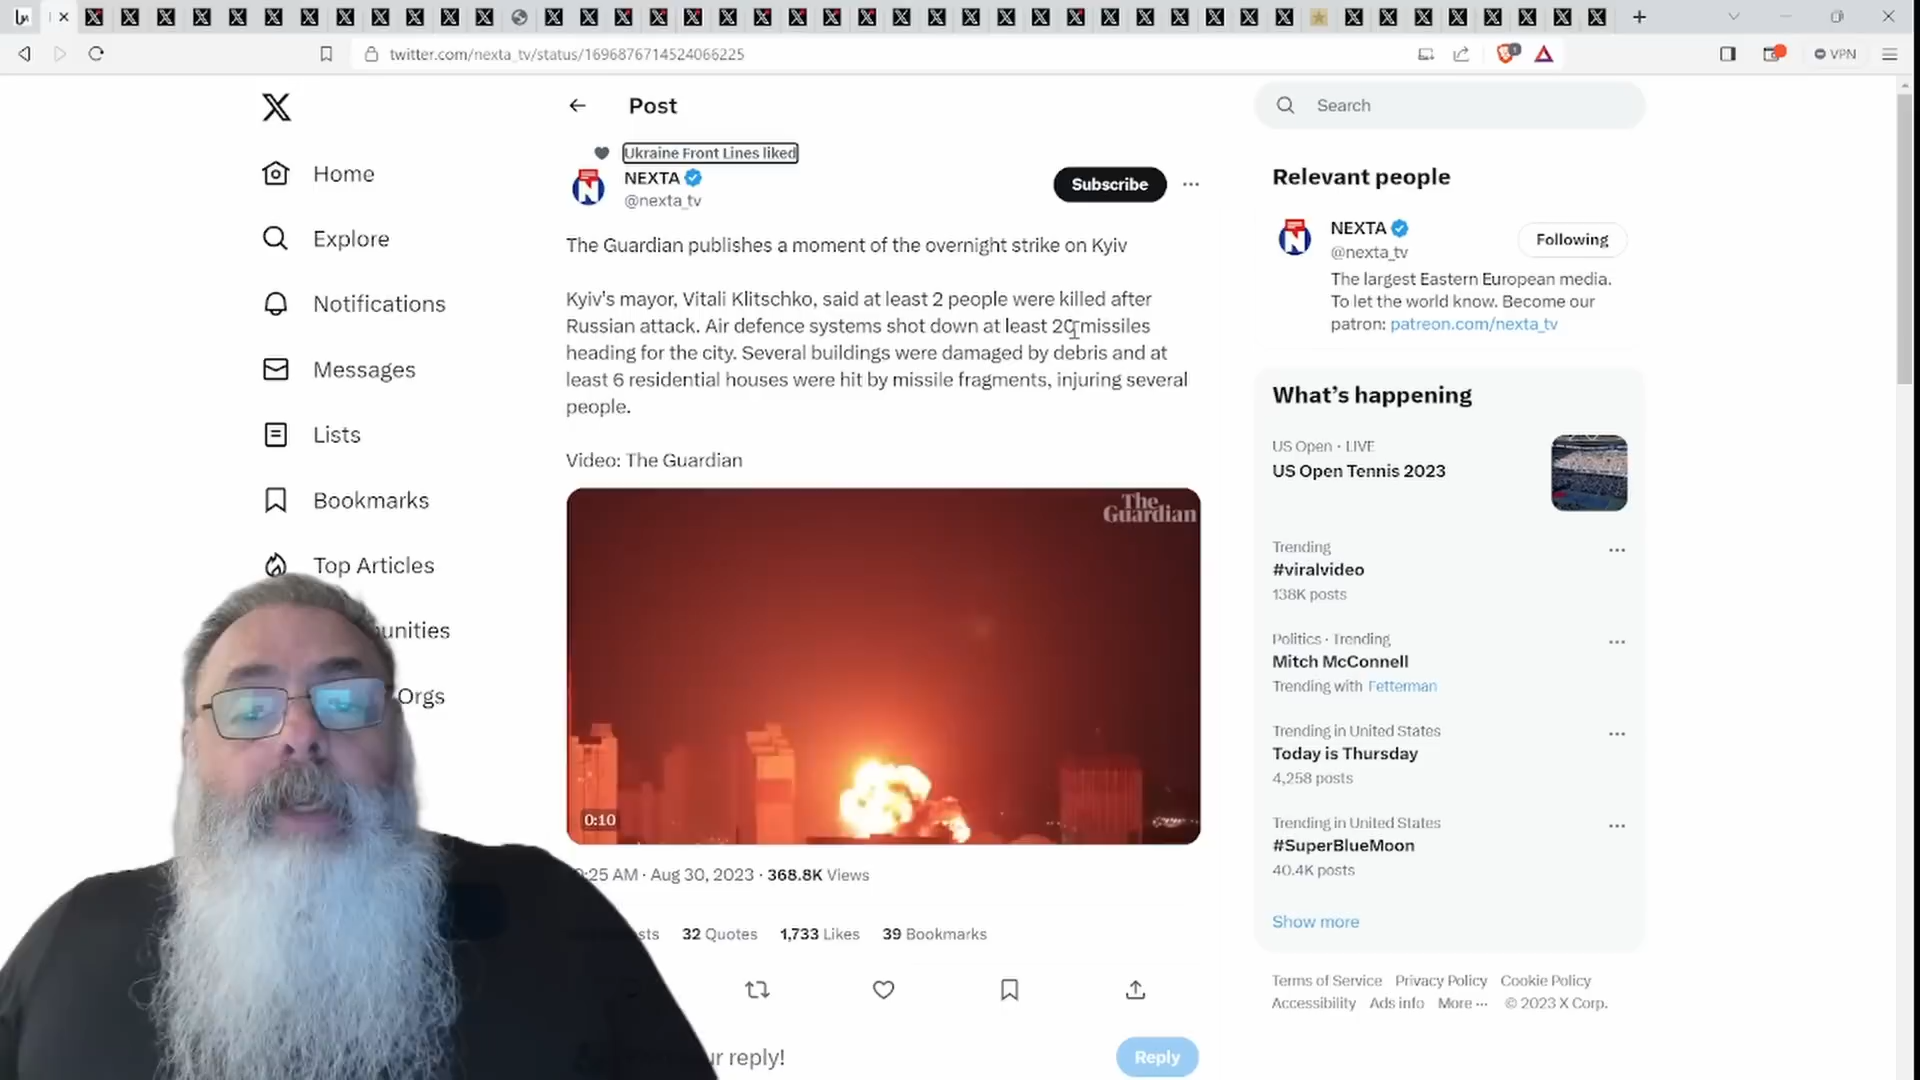 twitter.com/nexta_tv/status/1696876714524066225
VPN
Home
Explore
Notifications
Messages
Lists
Bookmarks
Top Articles
unities
Orgs
Post
Ukraine Front Lines liked
NEXTA
@nexta_tv
Subscribe
The Guardian publishes a moment of the overnight strike on Kyiv
Kyiv's mayor, Vitali Klitschko, said at least 2 people were killed after
Russian attack. Air defence systems shot down at least 20 missiles
heading for the city. Several buildings were damaged by debris and at
least 6 residential houses were hit by missile fragments, injuring several
people.
Video: The Guardian
The
Guardian
0:10
:25 AM · Aug 30, 2023 · 368.8K Views
sts 32 Quotes 1,733 Likes 39 Bookmarks
ur reply!
Reply
Search
Relevant people
NEXTA
@nexta_tv
Following
The largest Eastern European media.
To let the world know. Become our
patron: patreon.com/nexta_tv
What's happening
US Open · LIVE
US Open Tennis 2023
Trending
#viralvideo
138K posts
Politics · Trending
Mitch McConnell
Trending with Fetterman
Trending in United States
Today is Thursday
4,258 posts
Trending in United States
#SuperBlueMoon
40.4K posts
Show more
Terms of Service Privacy Policy Cookie Policy
Accessibility Ads info More ··· © 2023 X Corp.